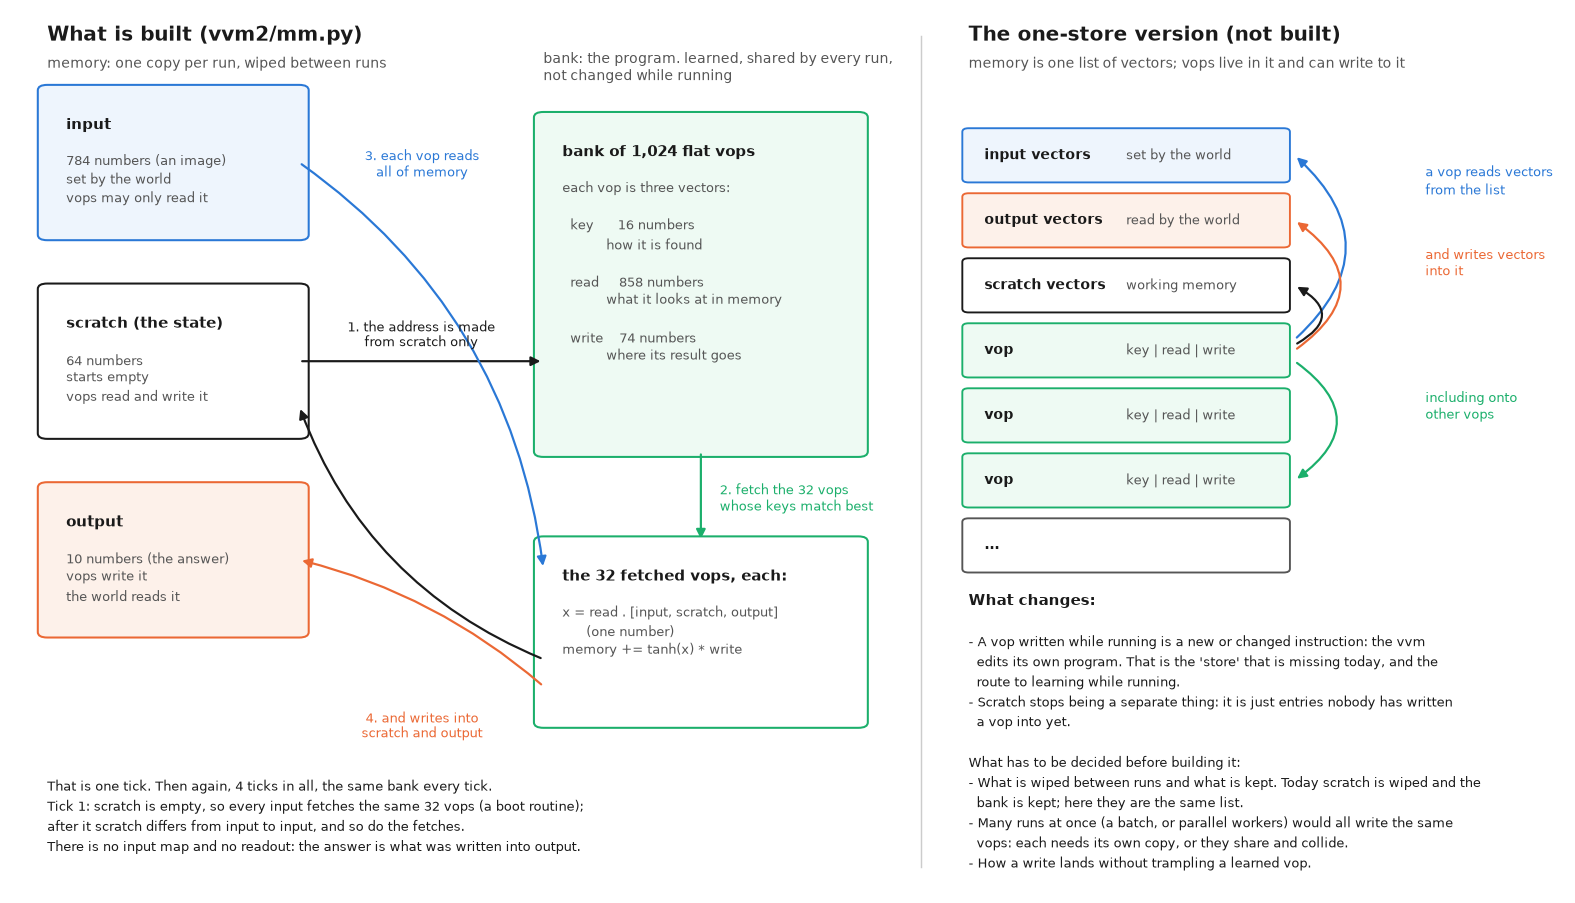 What is built (vvm2/mm.py)
memory: one copy per run, wiped between runs
bank: the program. learned, shared by every run,
not changed while running
input
784 numbers (an image)
set by the world
vops may only read it
scratch (the state)
64 numbers
starts empty
vops read and write it
output
10 numbers (the answer)
vops write it
the world reads it
3. each vop reads
all of memory
1. the address is made
from scratch only
bank of 1,024 flat vops
each vop is three vectors:
key 16 numbers
how it is found
read 858 numbers
what it looks at in memory
write 74 numbers
where its result goes
2. fetch the 32 vops
whose keys match best
the 32 fetched vops, each:
x = read . [input, scratch, output]
(one number)
memory += tanh(x) * write
4. and writes into
scratch and output
That is one tick. Then again, 4 ticks in all, the same bank every tick.
Tick 1: scratch is empty, so every input fetches the same 32 vops (a boot routine);
after it scratch differs from input to input, and so do the fetches.
There is no input map and no readout: the answer is what was written into output.
The one-store version (not built)
memory is one list of vectors; vops live in it and can write to it
input vectors set by the world
output vectors read by the world
scratch vectors working memory
vop key | read | write
vop key | read | write
vop key | read | write
...
a vop reads vectors
from the list
and writes vectors
into it
including onto
other vops
What changes:
- A vop written while running is a new or changed instruction: the vvm
edits its own program. That is the 'store' that is missing today, and the
route to learning while running.
- Scratch stops being a separate thing: it is just entries nobody has written
a vop into yet.
What has to be decided before building it:
- What is wiped between runs and what is kept. Today scratch is wiped and the
bank is kept; here they are the same list.
- Many runs at once (a batch, or parallel workers) would all write the same
vops: each needs its own copy, or they share and collide.
- How a write lands without trampling a learned vop.